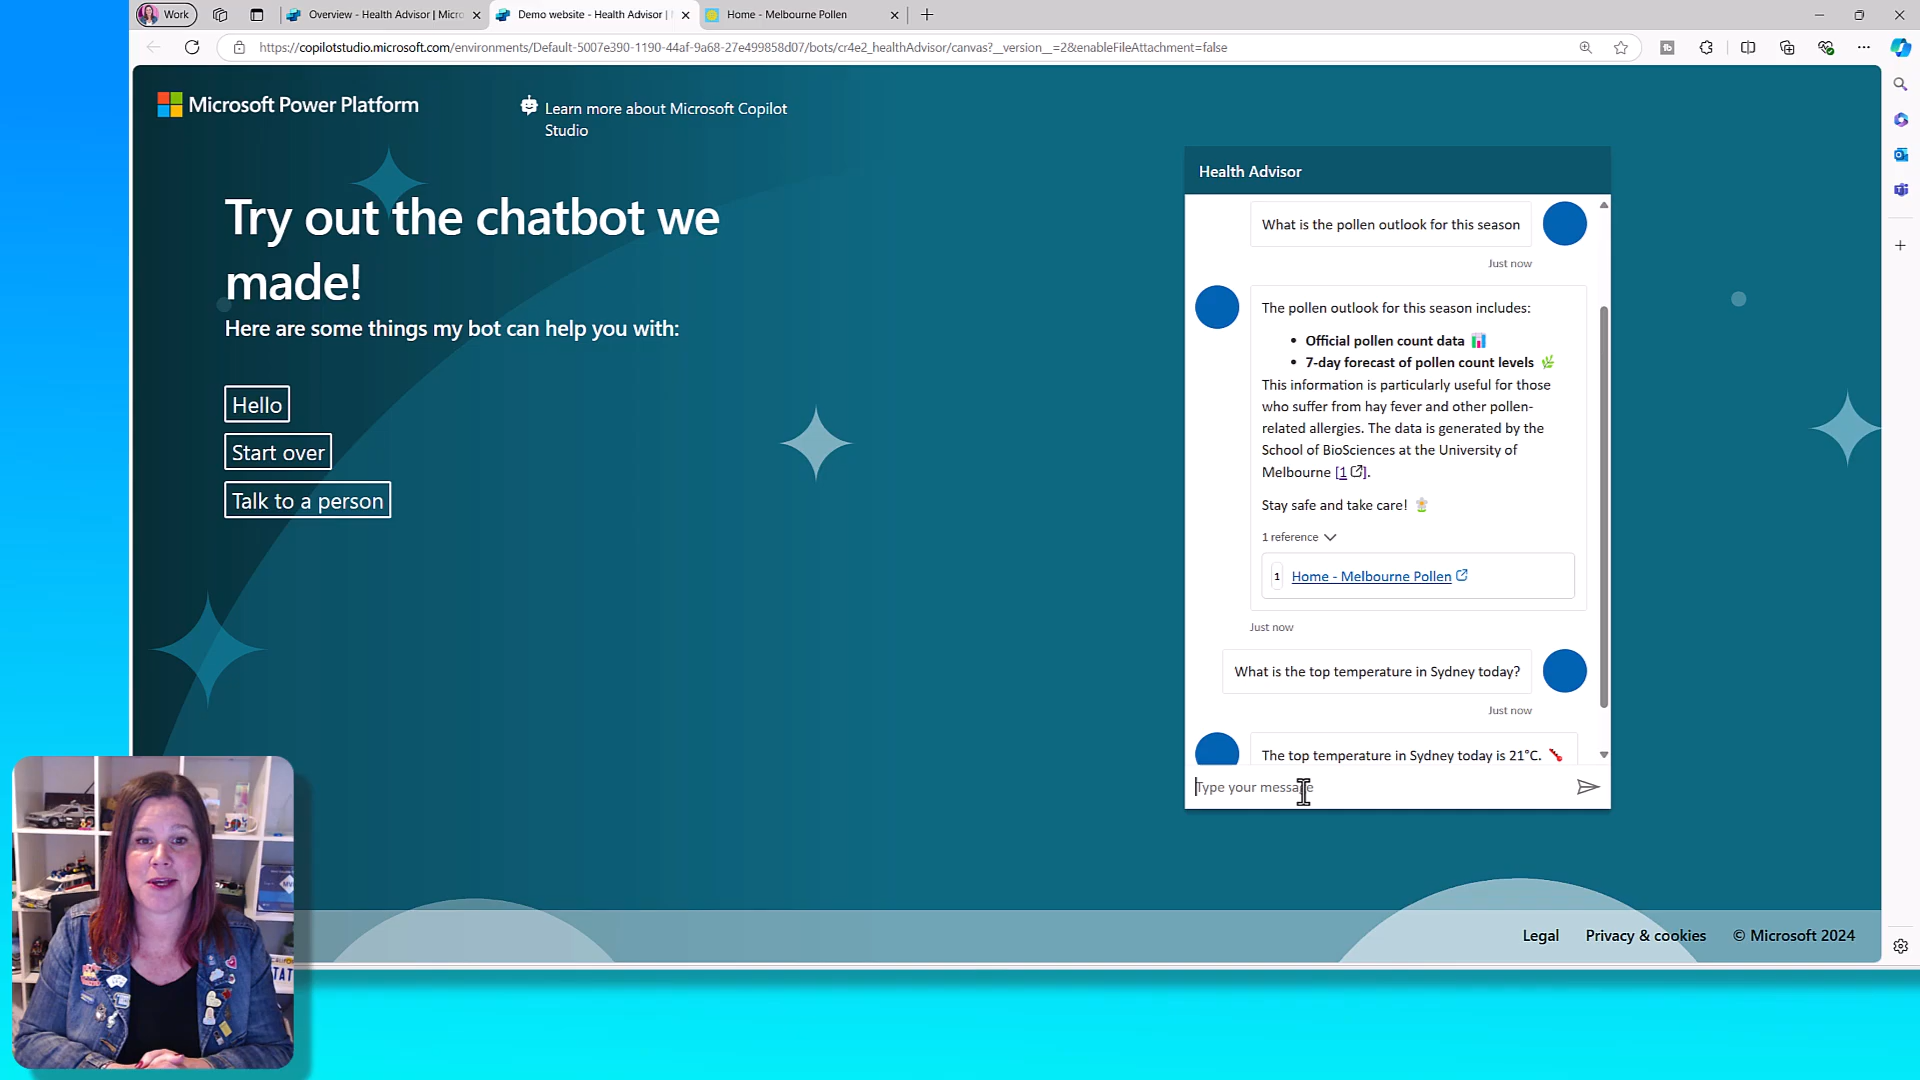 Work
Overview - Health Advisor | Micro
Demo website - Health Advisor |
Home - Melbourne Pollen
https://copilotstudio.microsoft.com/environments/Default-5007e390-1190-44af-9a68-27e499858d07/bots/cr4e2_healthAdvisor/canvas?__version__=2&enableFileAttachment=false
Microsoft Power Platform
Learn more about Microsoft Copilot
Studio
Try out the chatbot we
made!
Here are some things my bot can help you with:
Hello
Start over
Talk to a person
Health Advisor
What is the pollen outlook for this season
Just now
The pollen outlook for this season includes:
• Official pollen count data 📊
• 7-day forecast of pollen count levels 🌿
This information is particularly useful for those
who suffer from hay fever and other pollen-
related allergies. The data is generated by the
School of BioSciences at the University of
Melbourne [1].
Stay safe and take care! 🌼
1 reference
1 Home - Melbourne Pollen
Just now
What is the top temperature in Sydney today?
Just now
The top temperature in Sydney today is 21°C. 🌡️
Type your message
Legal
Privacy & cookies
© Microsoft 2024